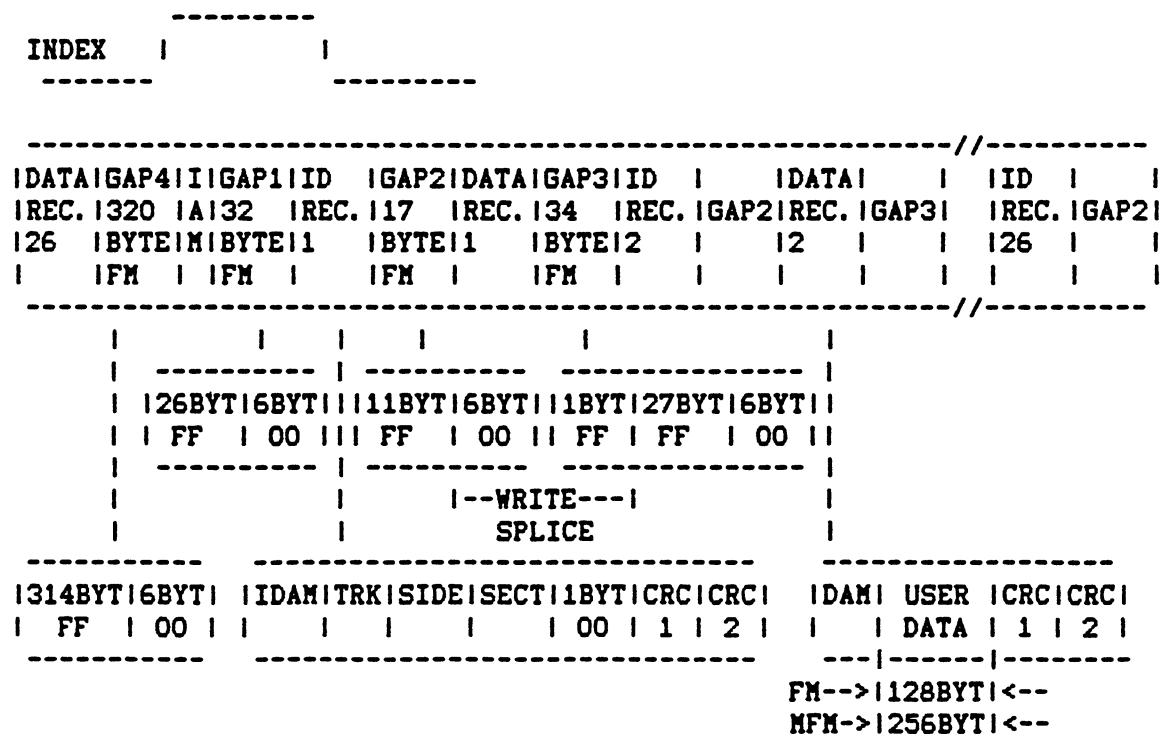 INDEX
//
|DATA|GAP4|I|GAP1|ID |GAP2|DATA|GAP3|ID | |DATA| | |ID | |
|REC.|320 |A|32 |REC.|17 |REC.|34 |REC.|GAP2|REC.|GAP3| |REC.|GAP2|
|26 |BYTE|M|BYTE|1 |BYTE|1 |BYTE|2 | |2 | | |26 | |
| |FM | |FM | |FM | |FM | | | | | | | |
//
|26BYT|6BYT|||11BYT|6BYT||1BYT|27BYT|6BYT||
| FF | 00 ||| FF | 00 || FF | FF | 00 ||
|--WRITE---|
SPLICE
|314BYT|6BYT| |IDAM|TRK|SIDE|SECT|1BYT|CRC|CRC| |DAM| USER |CRC|CRC|
| FF | 00 | | | | | | 00 | 1 | 2 | | | DATA | 1 | 2 |
FM-->|128BYT|<--
MFM->|256BYT|<--